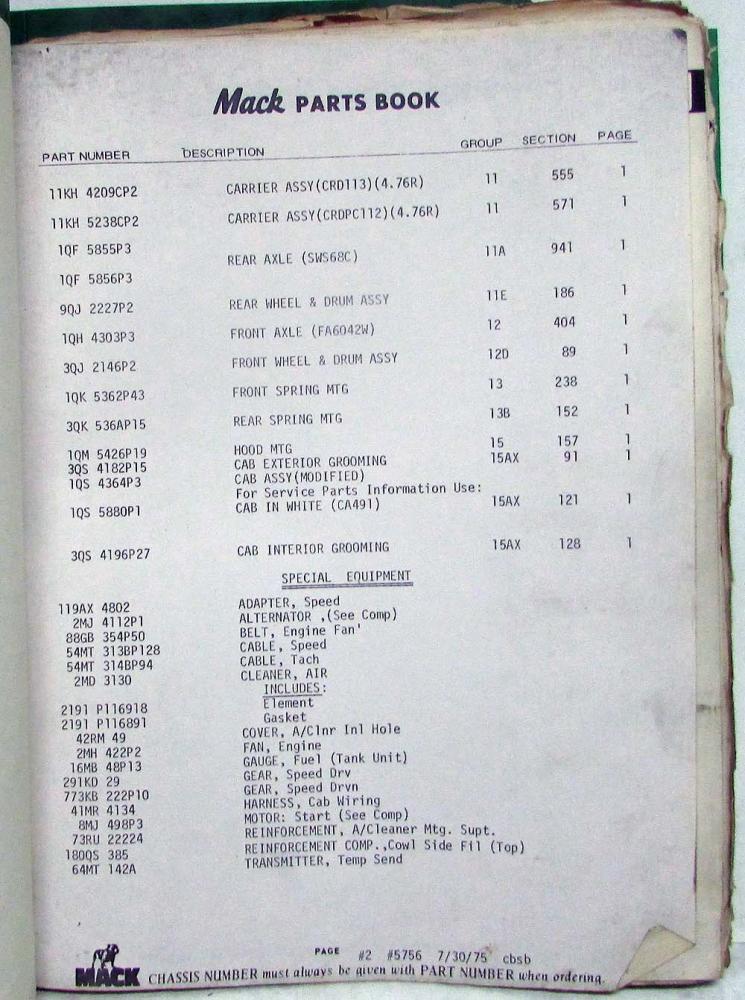 Mack PARTS BOOK
PART NUMBER DESCRIPTION GROUP SECTION PAGE
11KH 4209CP2 CARRIER ASSY(CRD113)(4.76R) 11 555 1
11KH 5238CP2 CARRIER ASSY(CRDPC112)(4.76R) 11 571 1
1QF 5855P3
REAR AXLE (SWS68C) 11A 941 1
1QF 5856P3
9QJ 2227P2 REAR WHEEL & DRUM ASSY 11E 186 1
1QH 4303P3 FRONT AXLE (FA6042W) 12 404 1
3QJ 2146P2 FRONT WHEEL & DRUM ASSY 12D 89 1
1QK 5362P43 FRONT SPRING MTG 13 238 1
3QK 536AP15 REAR SPRING MTG 13B 152 1
1QM 5426P19 HOOD MTG 15 157 1
3QS 4182P15 CAB EXTERIOR GROOMING 15AX 91 1
1QS 4364P3 CAB ASSY(MODIFIED)
For Service Parts Information Use:
1QS 5880P1 CAB IN WHITE (CA491) 15AX 121 1
3QS 4196P27 CAB INTERIOR GROOMING 15AX 128 1
SPECIAL EQUIPMENT
119AX 4802 ADAPTER, Speed
2MJ 4112P1 ALTERNATOR ,(See Comp)
88GB 354P50 BELT, Engine Fan'
54MT 313BP128 CABLE, Speed
54MT 314BP94 CABLE, Tach
2MD 3130 CLEANER, AIR
INCLUDES:
2191 P116918 Element
2191 P116891 Gasket
42RM 49 COVER, A/Clnr Inl Hole
2MH 422P2 FAN, Engine
16MB 48P13 GAUGE, Fuel (Tank Unit)
291KD 29 GEAR, Speed Drv
773KB 222P10 GEAR, Speed Drvn
41MR 4134 HARNESS, Cab Wiring
8MJ 498P3 MOTOR: Start (See Comp)
73RU 22224 REINFORCEMENT, A/Cleaner Mtg. Supt.
180QS 385 REINFORCEMENT COMP.,Cowl Side Fil (Top)
64MT 142A TRANSMITTER, Temp Send
PAGE #2 #5756 7/30/75 cbsb
MACK CHASSIS NUMBER must always be given with PART NUMBER when ordering.